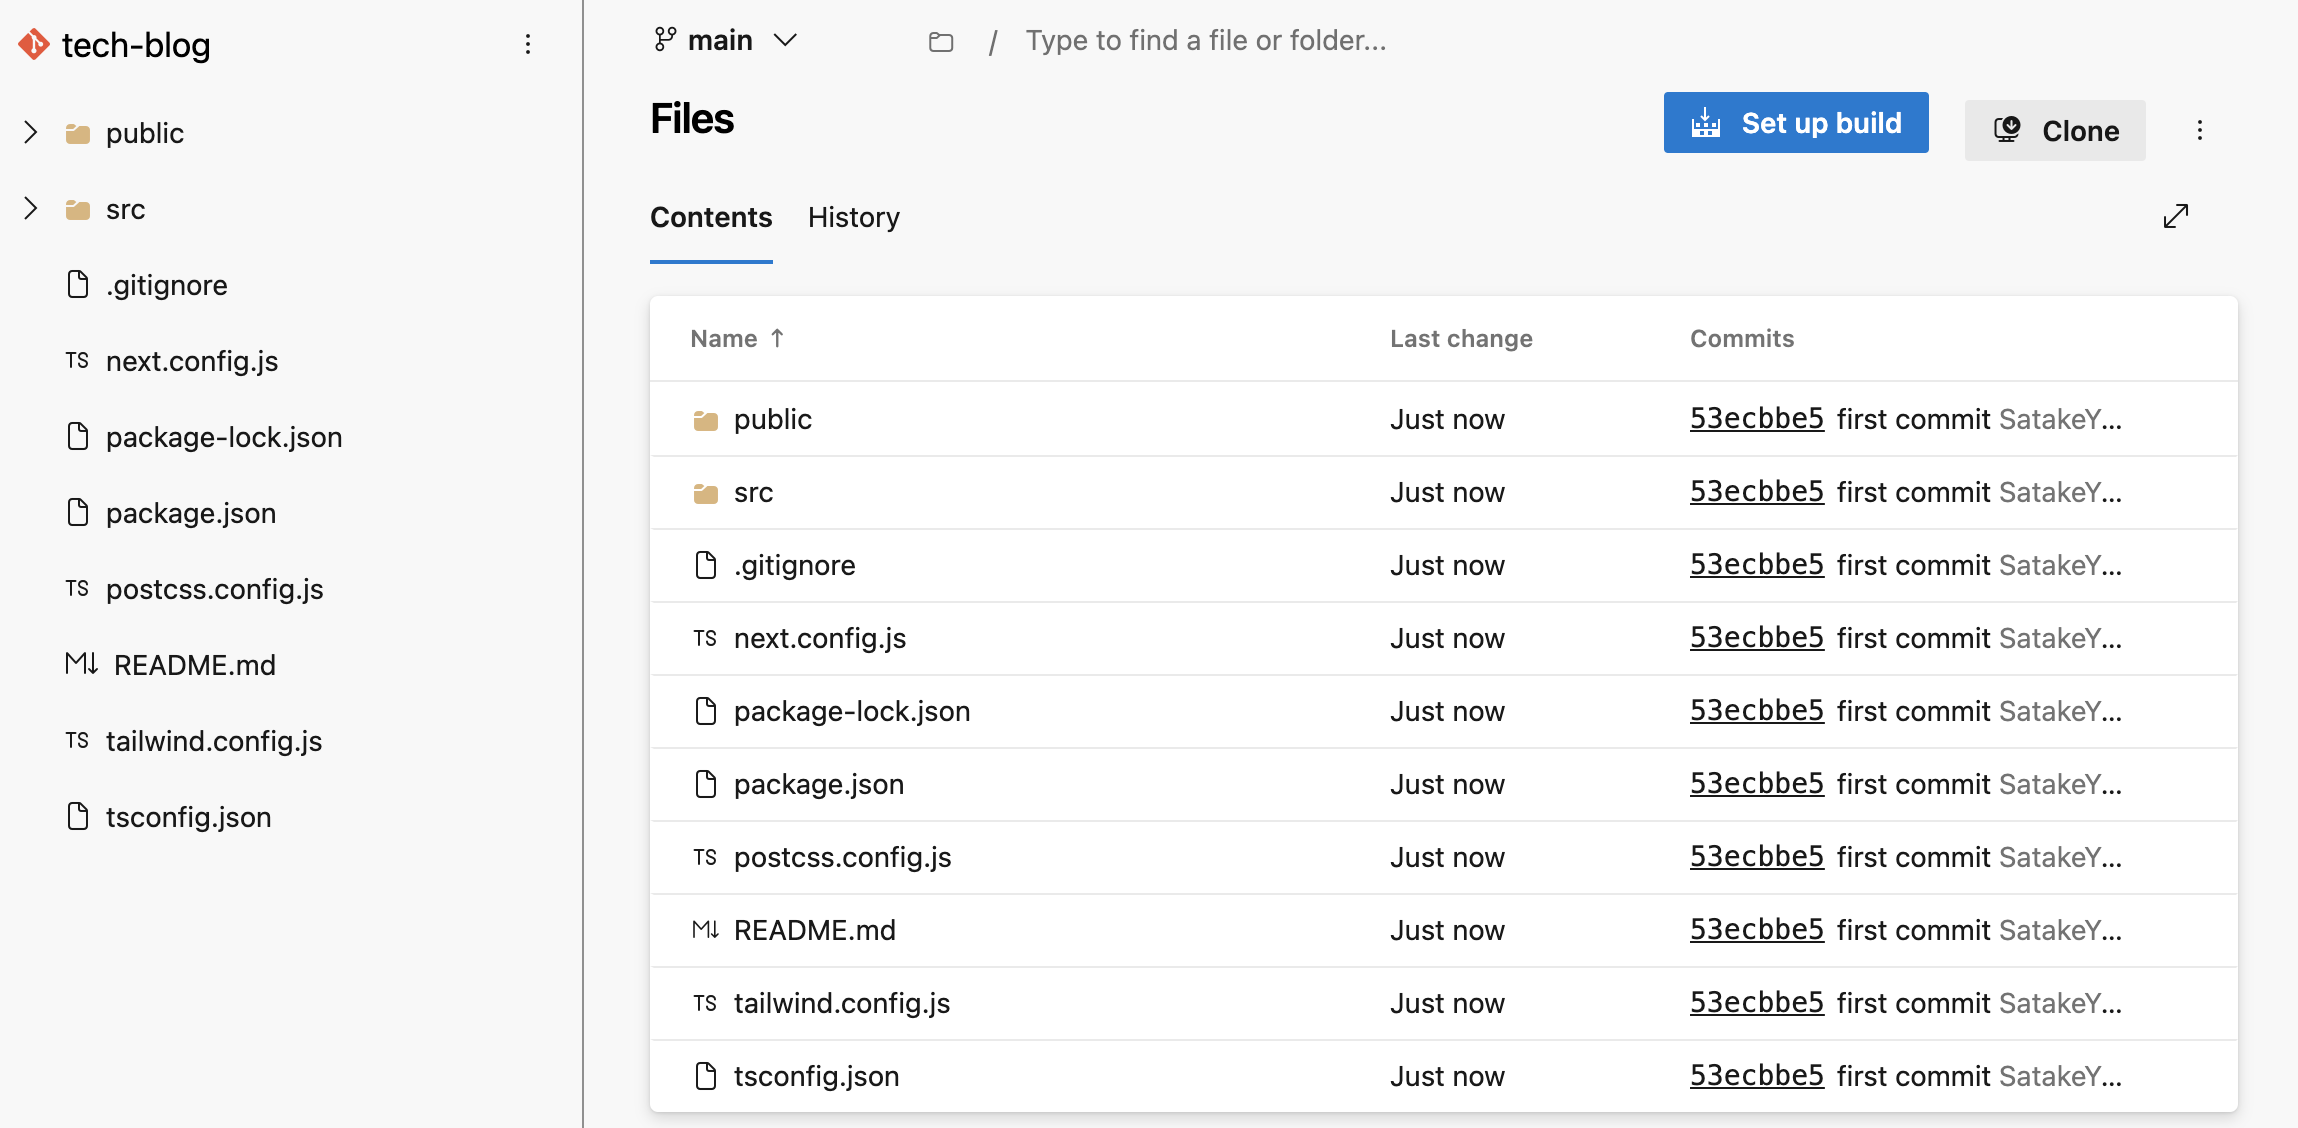 tech-blog
public
src
.gitignore
TS next.config.js
package-lock.json
package.json
TS postcss.config.js
M↓ README.md
TS tailwind.config.js
tsconfig.json
main / Type to find a file or folder...
Files
Set up build
Clone
Contents History
Name ↑ Last change Commits
public Just now 53ecbbe5 first commit SatakeY...
src Just now 53ecbbe5 first commit SatakeY...
.gitignore Just now 53ecbbe5 first commit SatakeY...
TS next.config.js Just now 53ecbbe5 first commit SatakeY...
package-lock.json Just now 53ecbbe5 first commit SatakeY...
package.json Just now 53ecbbe5 first commit SatakeY...
TS postcss.config.js Just now 53ecbbe5 first commit SatakeY...
M↓ README.md Just now 53ecbbe5 first commit SatakeY...
TS tailwind.config.js Just now 53ecbbe5 first commit SatakeY...
tsconfig.json Just now 53ecbbe5 first commit SatakeY...